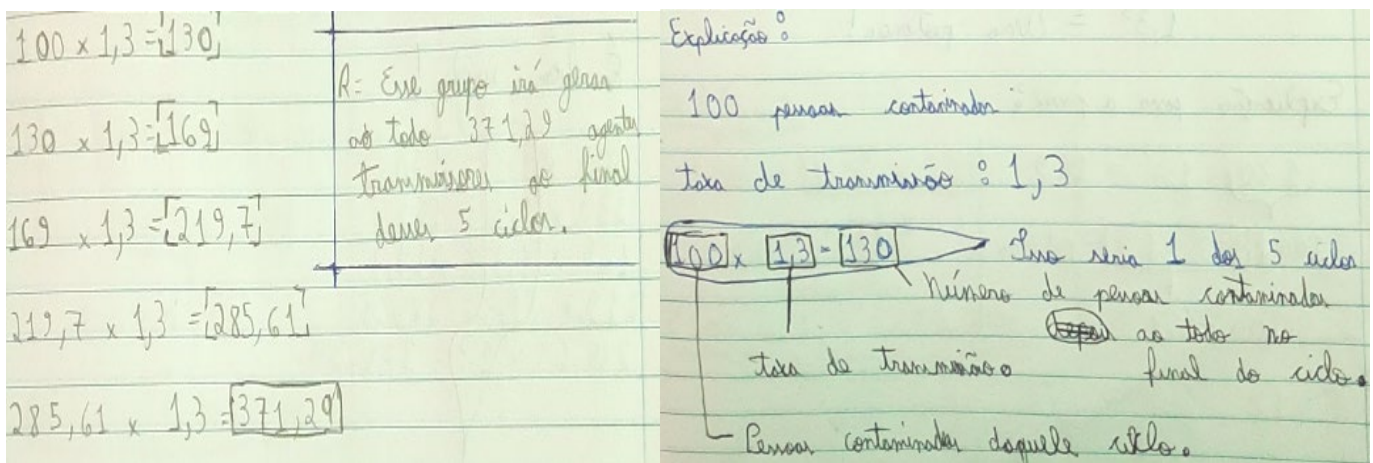 100 x 1,3 = 130
130 x 1,3 = 169
169 x 1,3 = 219,7
219,7 x 1,3 = 285,61
285,61 x 1,3 = 371,29
R: Esse grupo irá gerar
ao todo 371,29 agentes
transmissores ao final
desses 5 ciclos.
Explicação:
100 pessoas contaminadas
taxa de transmissão: 1,3
100 x 1,3 = 130 Isso seria 1 dos 5 ciclos
Número de pessoas contaminadas
ao todo no
taxa de transmissão. final do ciclo.
Pessoas contaminadas daquele ciclo.